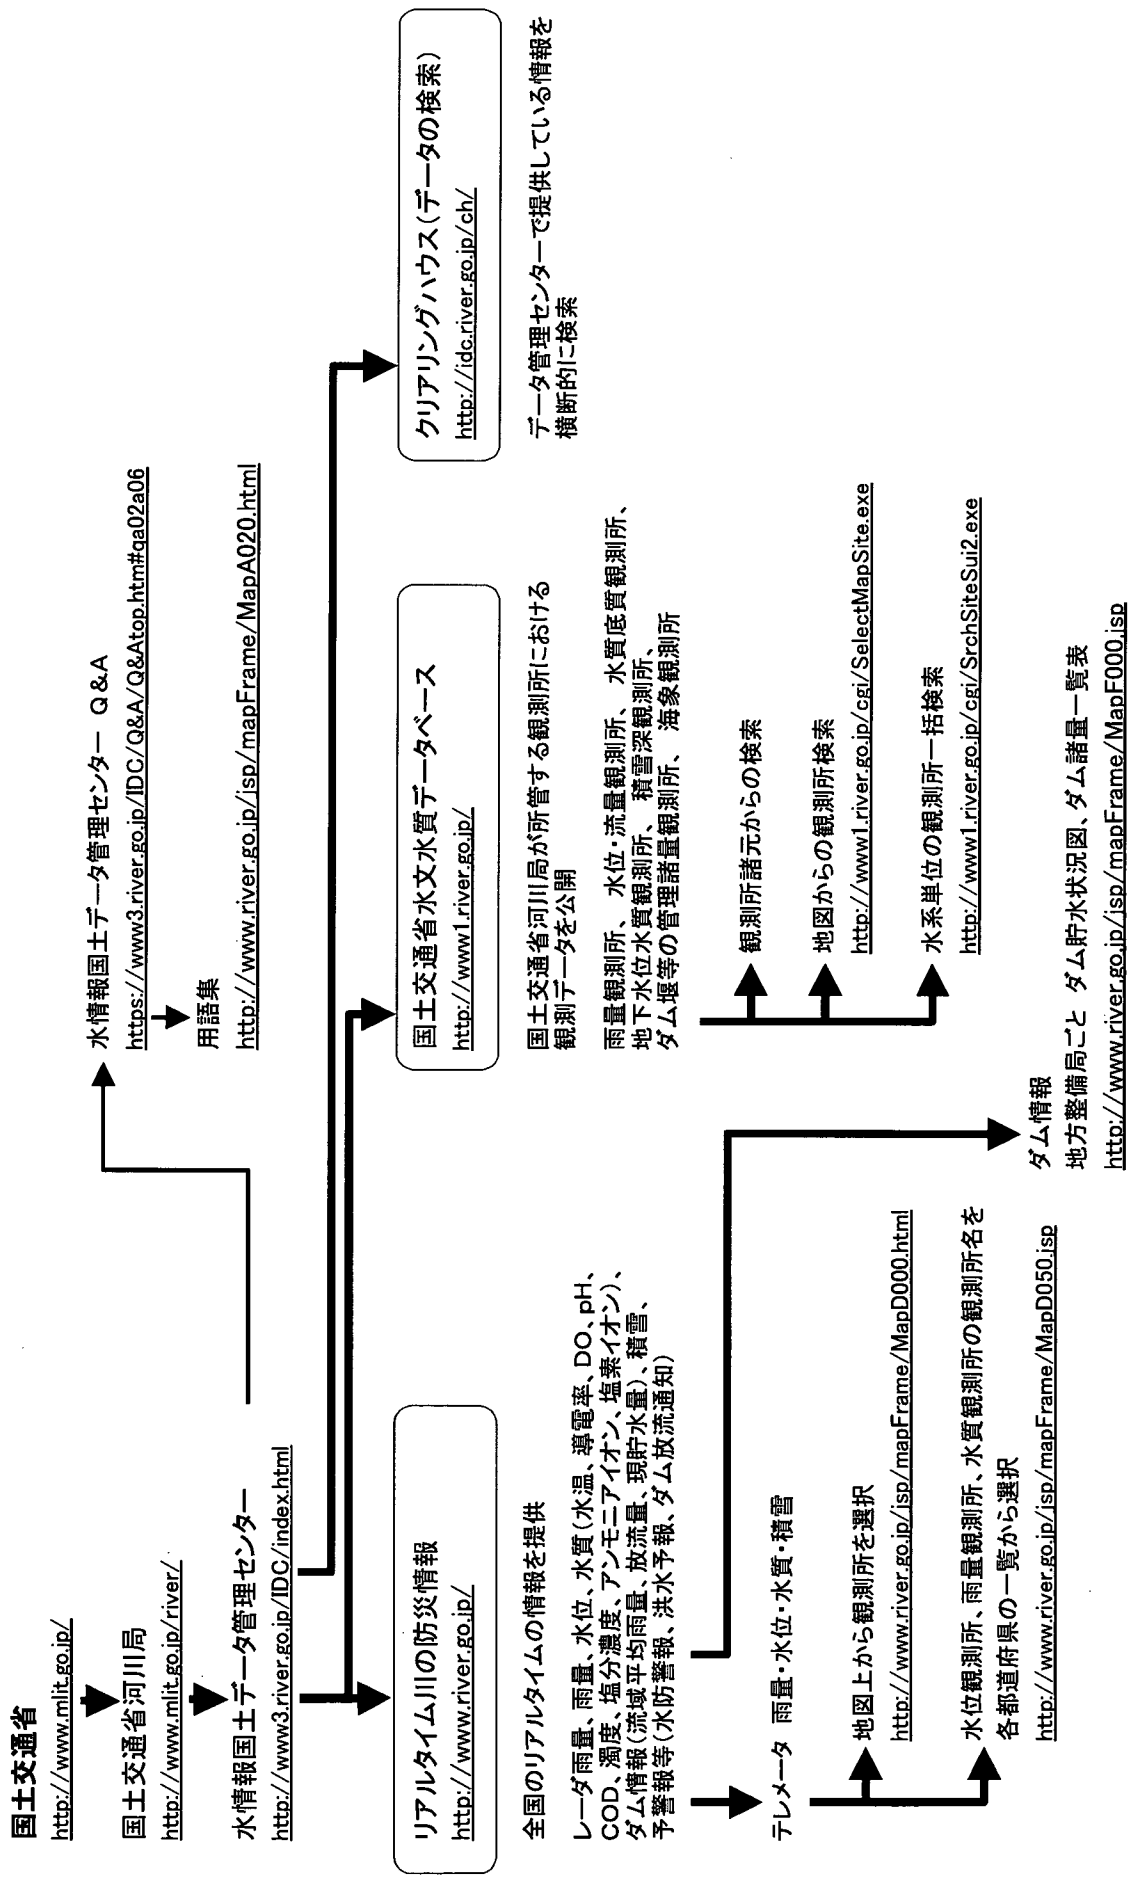 国土交通省
http://www.mlit.go.jp/
国土交通省河川局
http://www.mlit.go.jp/river/
水情報国土データ管理センター
http://www3.river.go.jp/IDC/index.html
水情報国土データ管理センター Q&A
https://www3.river.go.jp/IDC/Q&A/Q&Atop.htm#qa02a06
用語集
http://www.river.go.jp/jsp/mapFrame/MapA020.html
リアルタイム川の防災情報
http://www.river.go.jp/
全国のリアルタイムの情報を提供
レーダ雨量、雨量、水位、水質(水温、導電率、DO、pH、
COD、濁度、塩分濃度、アンモニアイオン、塩素イオン)、
ダム情報(流域平均雨量、放流量、現貯水量)、積雪、
予警報等(水防警報、洪水予報、ダム放流通知)
テレメータ 雨量・水位・水質・積雪
地図上から観測所を選択
http://www.river.go.jp/jsp/mapFrame/MapD000.html
水位観測所、雨量観測所、水質観測所の観測所名を
各都道府県の一覧から選択
http://www.river.go.jp/jsp/mapFrame/MapD050.jsp
ダム情報
地方整備局ごと ダム貯水状況図、ダム諸量一覧表
http://www.river.go.jp/jsp/mapFrame/MapF000.jsp
国土交通省水文水質データベース
http://www1.river.go.jp/
国土交通省河川局が所管する観測所における
観測データを公開
雨量観測所、 水位・流量観測所、 水質底質観測所、
地下水位水質観測所、 積雪深観測所、
ダム堰等の管理諸量観測所、 海象観測所
観測所諸元からの検索
地図からの観測所検索
http://www1.river.go.jp/cgi/SelectMapSite.exe
水系単位の観測所一括検索
http://www1.river.go.jp/cgi/SrchSiteSui2.exe
クリアリングハウス(データの検索)
http://idc.river.go.jp/ch/
データ管理センターで提供している情報を
横断的に検索